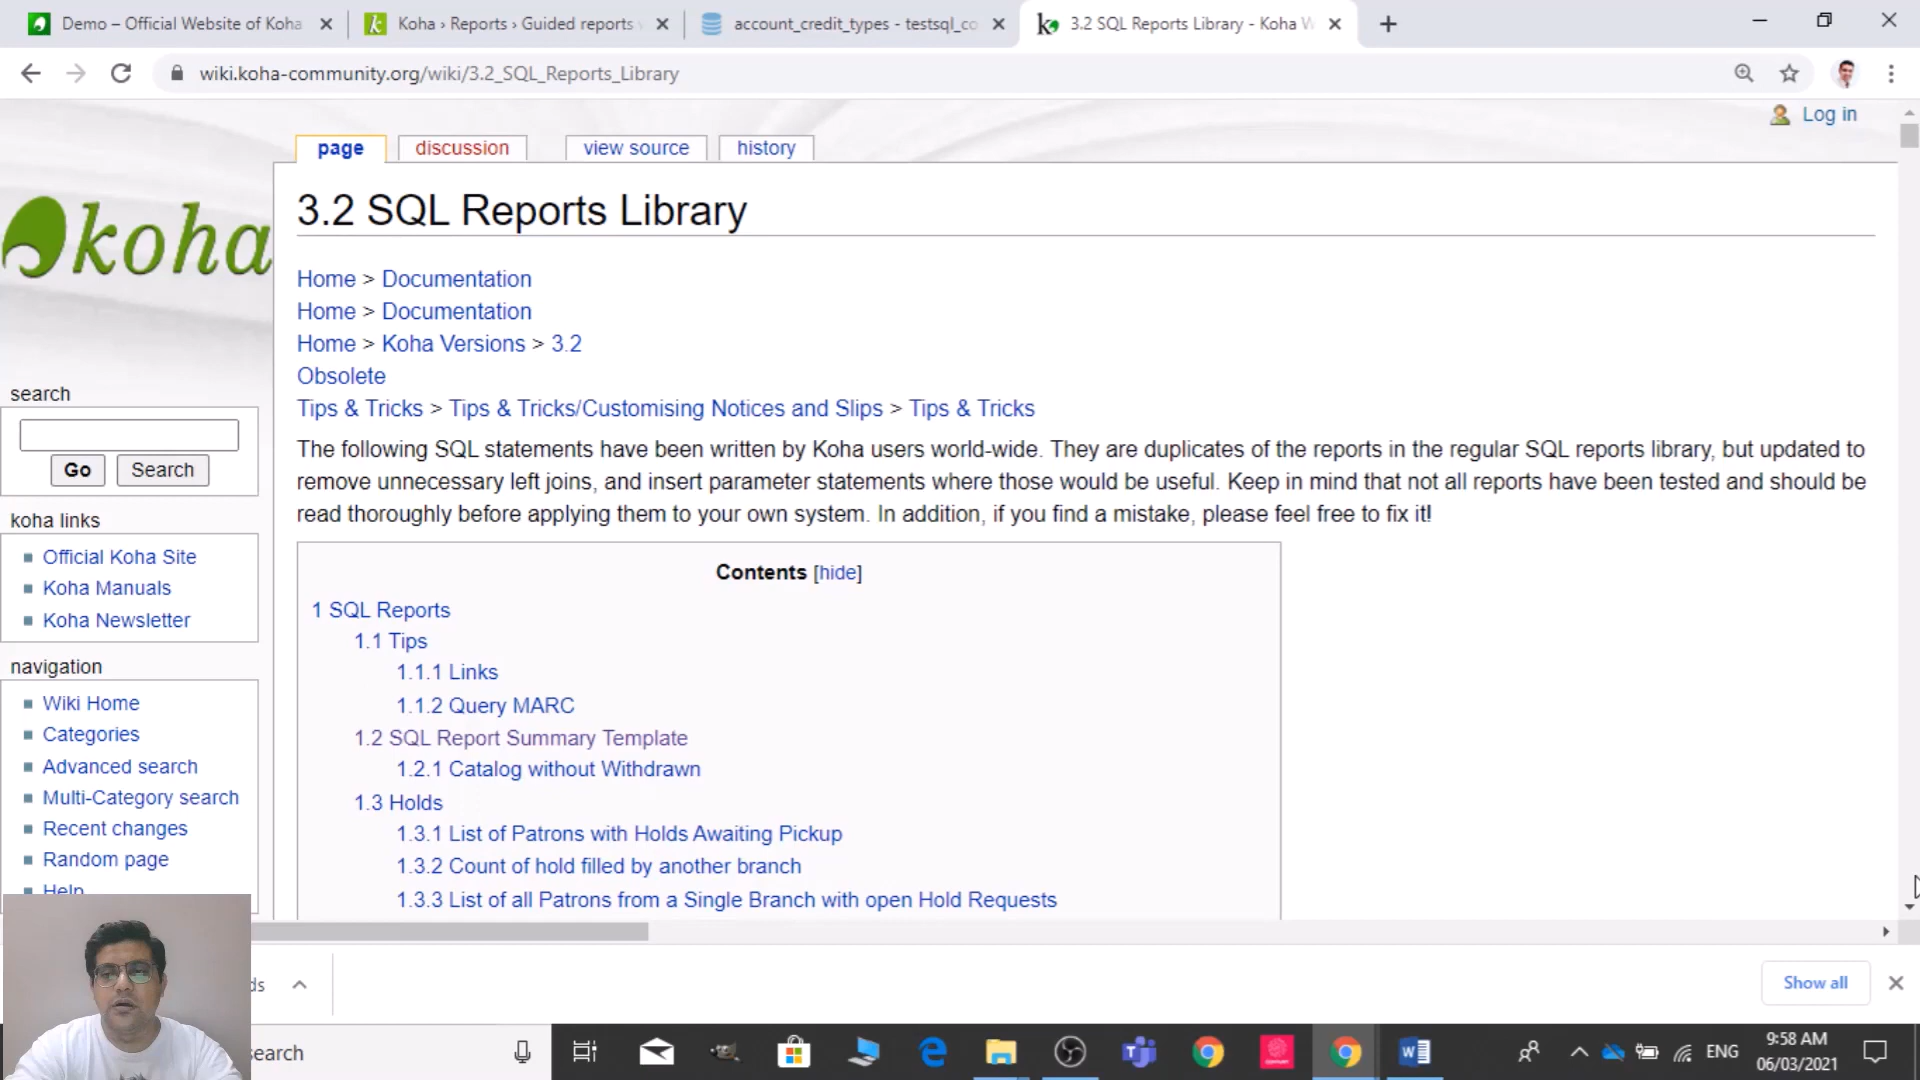 Demo – Official Website of Koha
Koha › Reports › Guided reports
account_credit_types - testsql_co
3.2 SQL Reports Library - Koha W
wiki.koha-community.org/wiki/3.2_SQL_Reports_Library
Log in
page
discussion
view source
history
koha
3.2 SQL Reports Library
Home > Documentation
Home > Documentation
Home > Koha Versions > 3.2
Obsolete
Tips & Tricks > Tips & Tricks/Customising Notices and Slips > Tips & Tricks
The following SQL statements have been written by Koha users world-wide. They are duplicates of the reports in the regular SQL reports library, but updated to
remove unnecessary left joins, and insert parameter statements where those would be useful. Keep in mind that not all reports have been tested and should be
read thoroughly before applying them to your own system. In addition, if you find a mistake, please feel free to fix it!
search
Go
Search
koha links
Official Koha Site
Koha Manuals
Koha Newsletter
navigation
Wiki Home
Categories
Advanced search
Multi-Category search
Recent changes
Random page
Help
Contents [hide]
1 SQL Reports
1.1 Tips
1.1.1 Links
1.1.2 Query MARC
1.2 SQL Report Summary Template
1.2.1 Catalog without Withdrawn
1.3 Holds
1.3.1 List of Patrons with Holds Awaiting Pickup
1.3.2 Count of hold filled by another branch
1.3.3 List of all Patrons from a Single Branch with open Hold Requests
ds
Show all
search
ENG
9:58 AM
06/03/2021